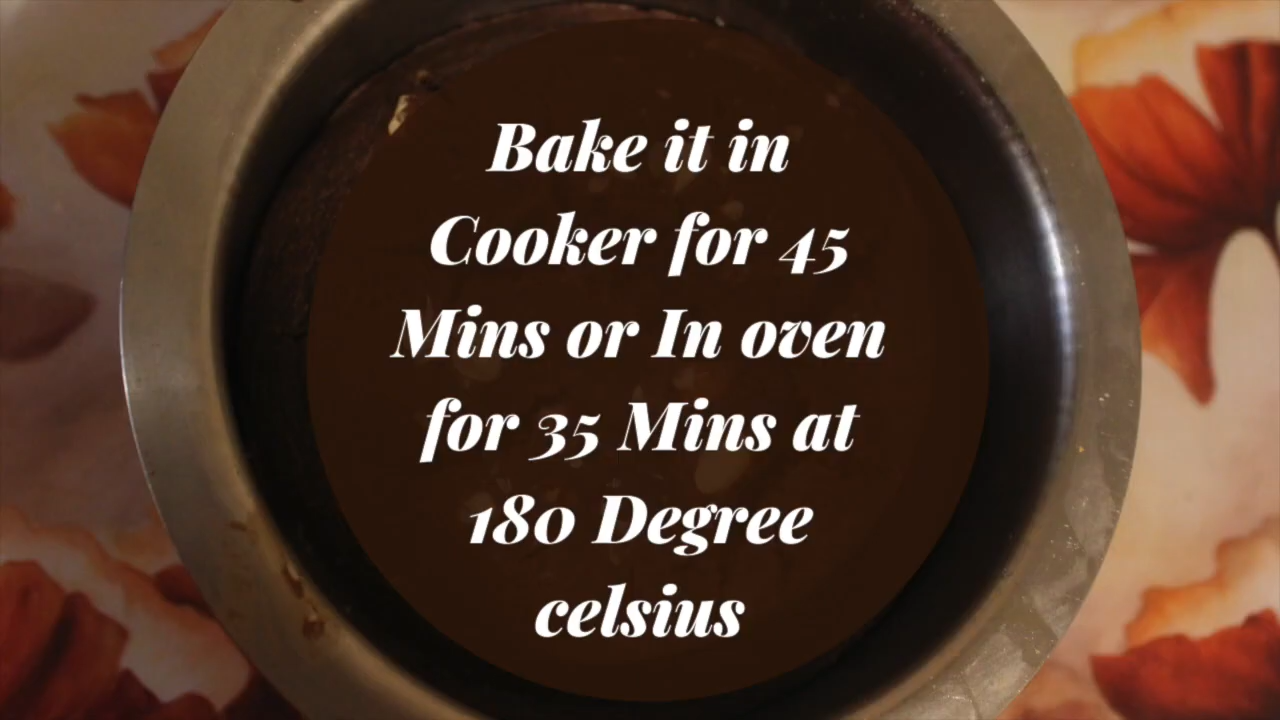 Bake it in
Cooker for 45
Mins or In oven
for 35 Mins at
180 Degree
celsius